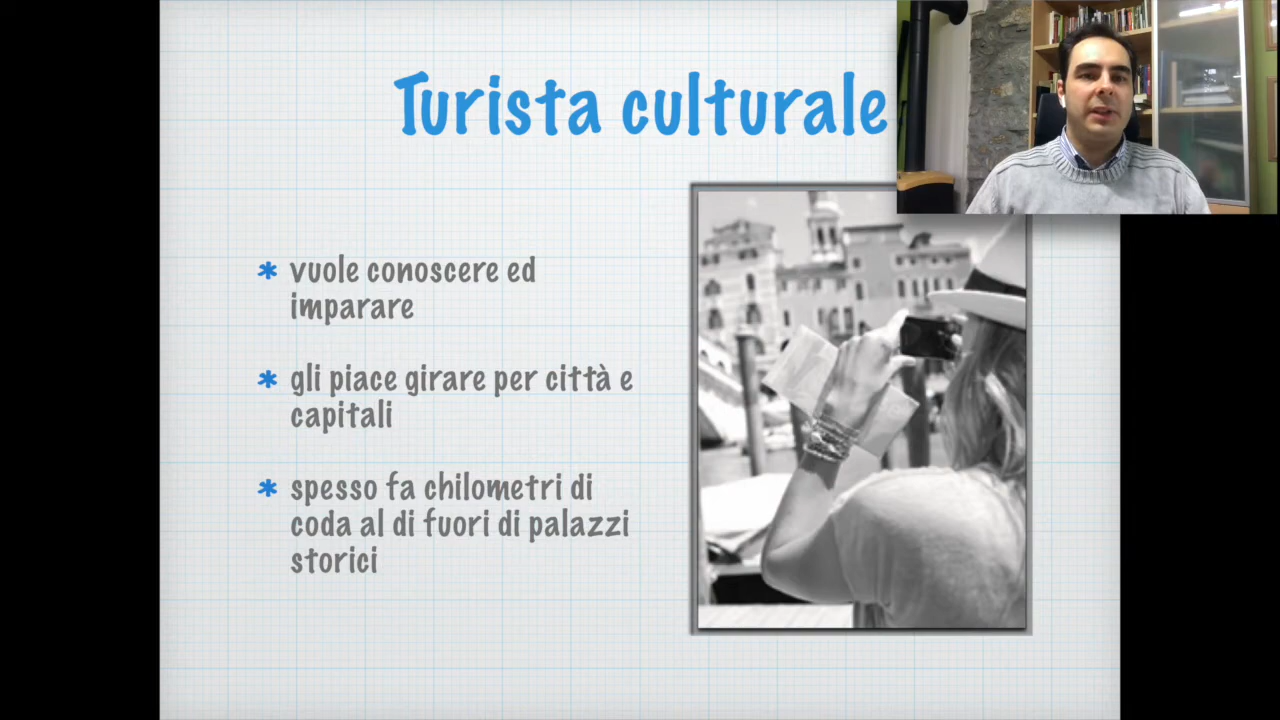 Turista culturale
* vuole conoscere ed
imparare
* gli piace girare per città e
capitali
* spesso fa chilometri di
coda al di fuori di palazzi
storici